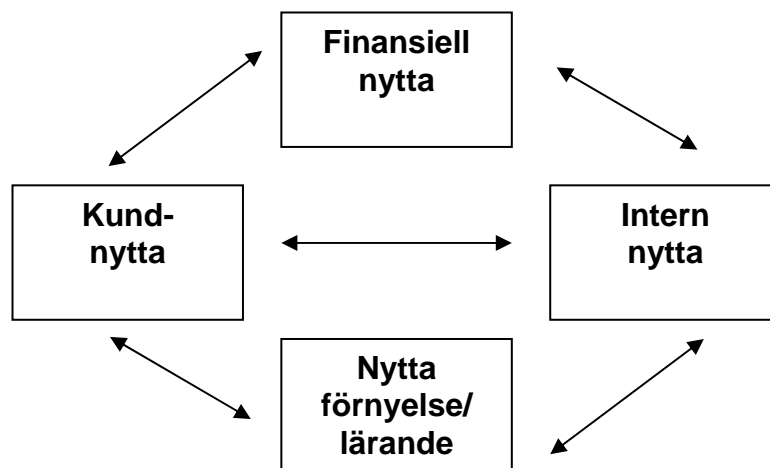 Finansiell
nytta
Kund-
nytta
Intern
nytta
Nytta
förnyelse/
lärande